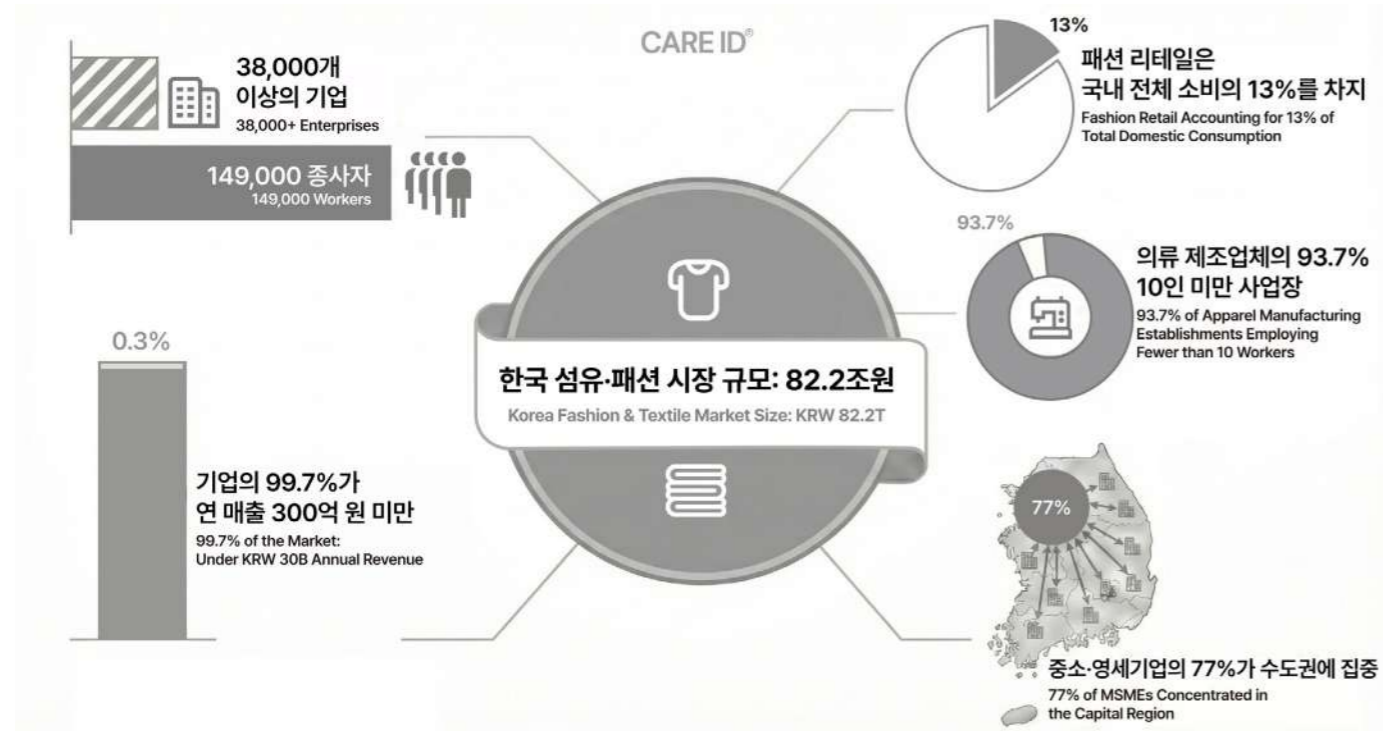 CARE ID®
38,000개
이상의 기업
38,000+ Enterprises
149,000 종사자
149,000 Workers
13%
패션 리테일은
국내 전체 소비의 13%를 차지
Fashion Retail Accounting for 13% of
Total Domestic Consumption
93.7%
의류 제조업체의 93.7%
10인 미만 사업장
93.7% of Apparel Manufacturing
Establishments Employing
Fewer than 10 Workers
한국 섬유·패션 시장 규모: 82.2조원
Korea Fashion & Textile Market Size: KRW 82.2T
0.3%
기업의 99.7%가
연 매출 300억 원 미만
99.7% of the Market:
Under KRW 30B Annual Revenue
77%
중소·영세기업의 77%가 수도권에 집중
77% of MSMEs Concentrated in
the Capital Region